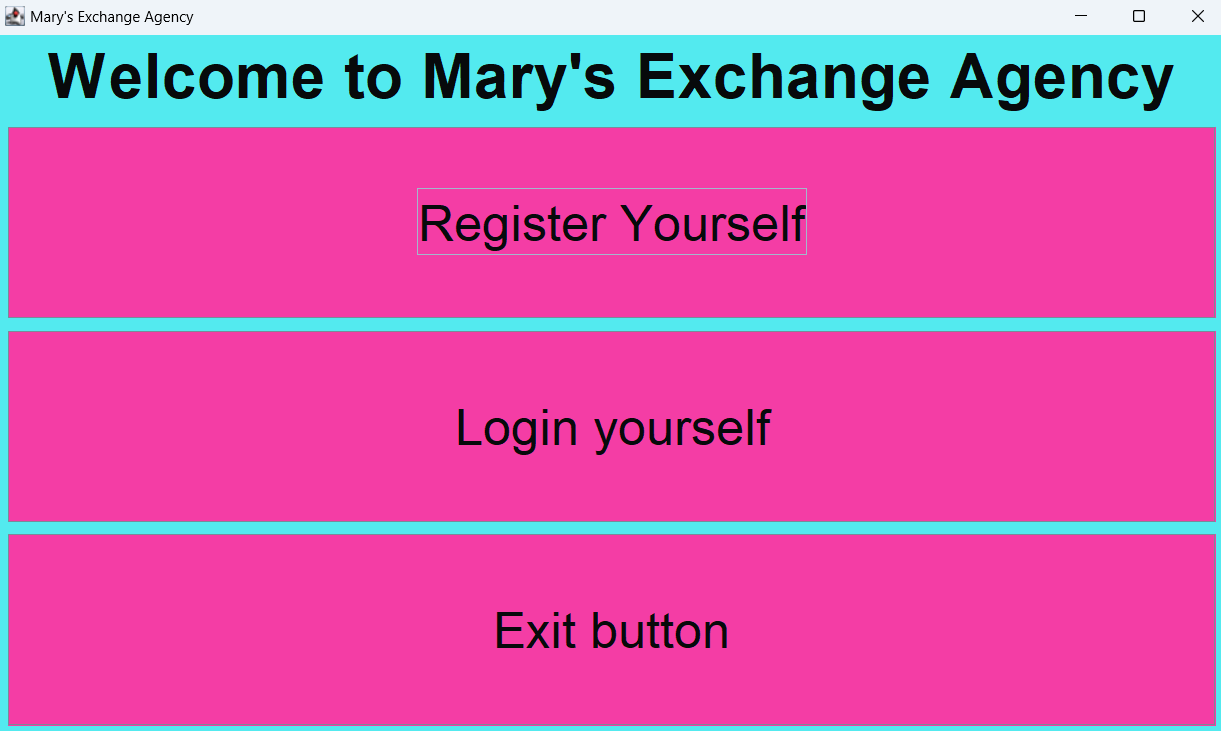 Mary's Exchange Agency
Welcome to Mary's Exchange Agency
Register Yourself
Login yourself
Exit button